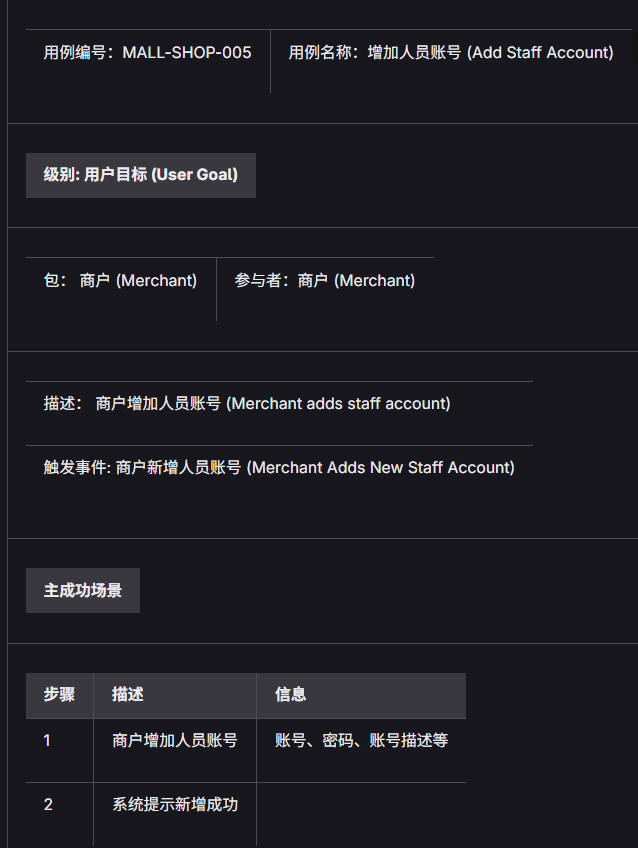 用例编号：MALL-SHOP-005 用例名称：增加人员账号 (Add Staff Account)
级别: 用户目标 (User Goal)
包： 商户 (Merchant) 参与者：商户 (Merchant)
描述： 商户增加人员账号 (Merchant adds staff account)
触发事件: 商户新增人员账号 (Merchant Adds New Staff Account)
主成功场景
步骤 描述 信息
1 商户增加人员账号 账号、密码、账号描述等
2 系统提示新增成功